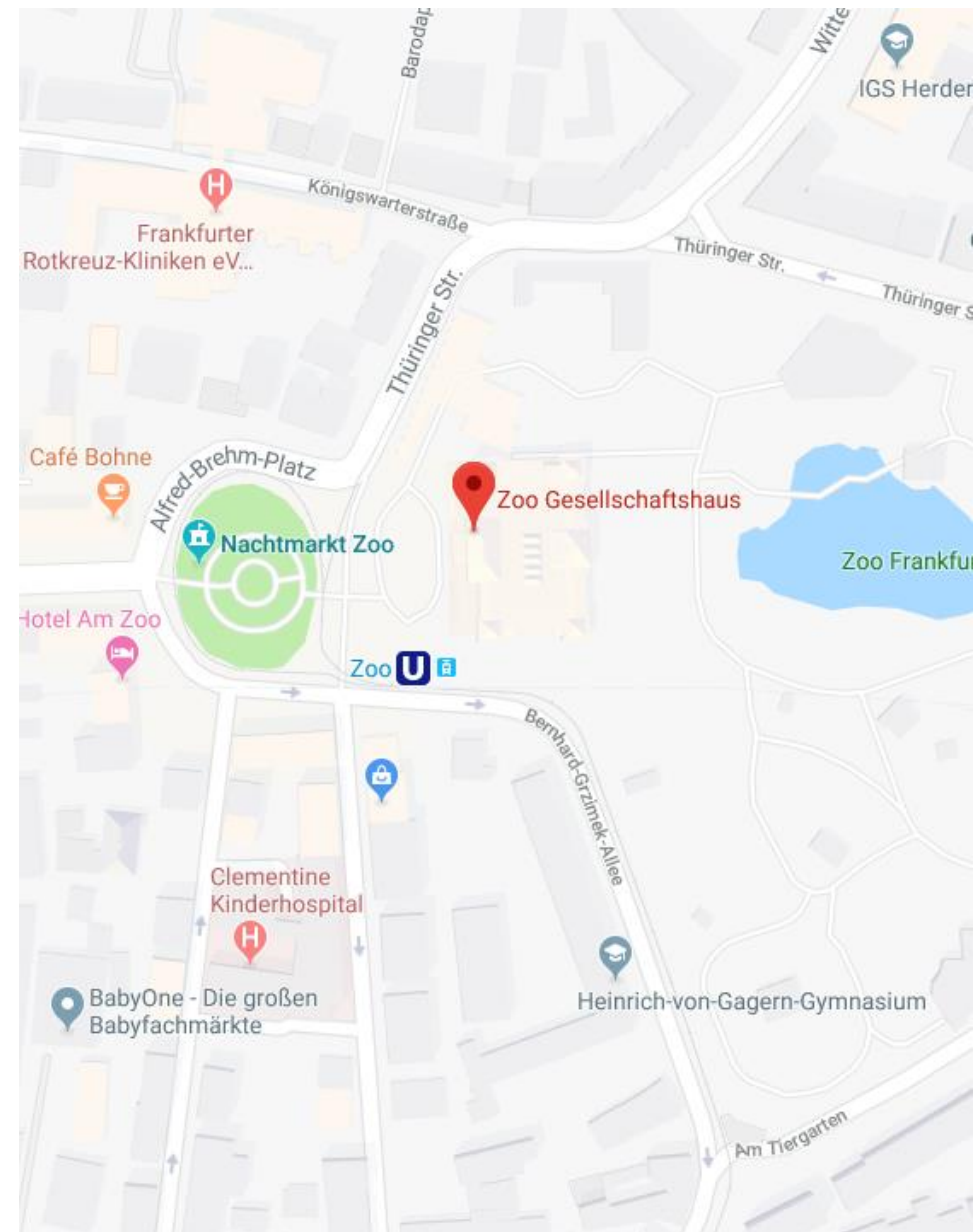 Barodap
Witte
IGS Herder
H
Königswarterstraße
Frankfurter
Rotkreuz-Kliniken eV...
Thüringer Str.
Thüringer S
Thüringer Str.
Café Bohne
Alfred-Brehm-Platz
Zoo Gesellschaftshaus
Nachtmarkt Zoo
Zoo Frankfu
Hotel Am Zoo
Zoo U
Bernhard-Grzimek-Allee
Clementine
Kinderhospital
H
BabyOne - Die großen
Babyfachmärkte
Heinrich-von-Gagern-Gymnasium
Am Tiergarten